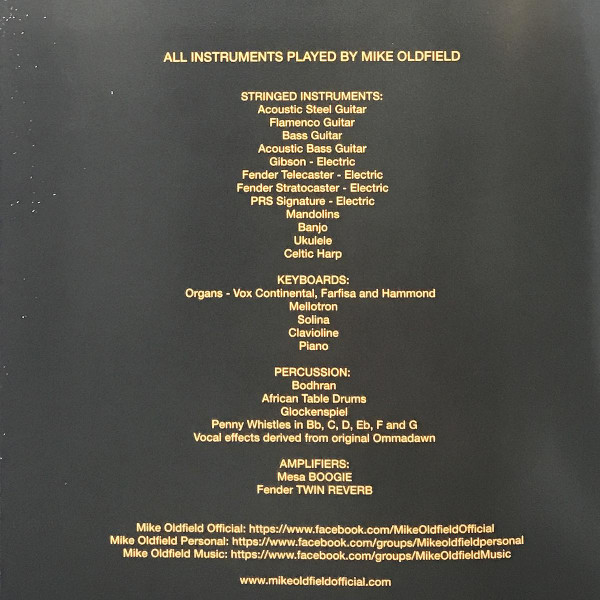 ALL INSTRUMENTS PLAYED BY MIKE OLDFIELD
STRINGED INSTRUMENTS:
Acoustic Steel Guitar
Flamenco Guitar
Bass Guitar
Acoustic Bass Guitar
Gibson - Electric
Fender Telecaster - Electric
Fender Stratocaster - Electric
PRS Signature - Electric
Mandolins
Banjo
Ukulele
Celtic Harp
KEYBOARDS:
Organs - Vox Continental, Farfisa and Hammond
Mellotron
Solina
Clavioline
Piano
PERCUSSION:
Bodhran
African Table Drums
Glockenspiel
Penny Whistles in Bb, C, D, Eb, F and G
Vocal effects derived from original Ommadawn
AMPLIFIERS:
Mesa BOOGIE
Fender TWIN REVERB
Mike Oldfield Official: https://www.facebook.com/MikeOldfieldOfficial
Mike Oldfield Personal: https://www.facebook.com/groups/MikeOldfieldpersonal
Mike Oldfield Music: https://www.facebook.com/groups/MikeOldfieldMusic
www.mikeoldfieldofficial.com